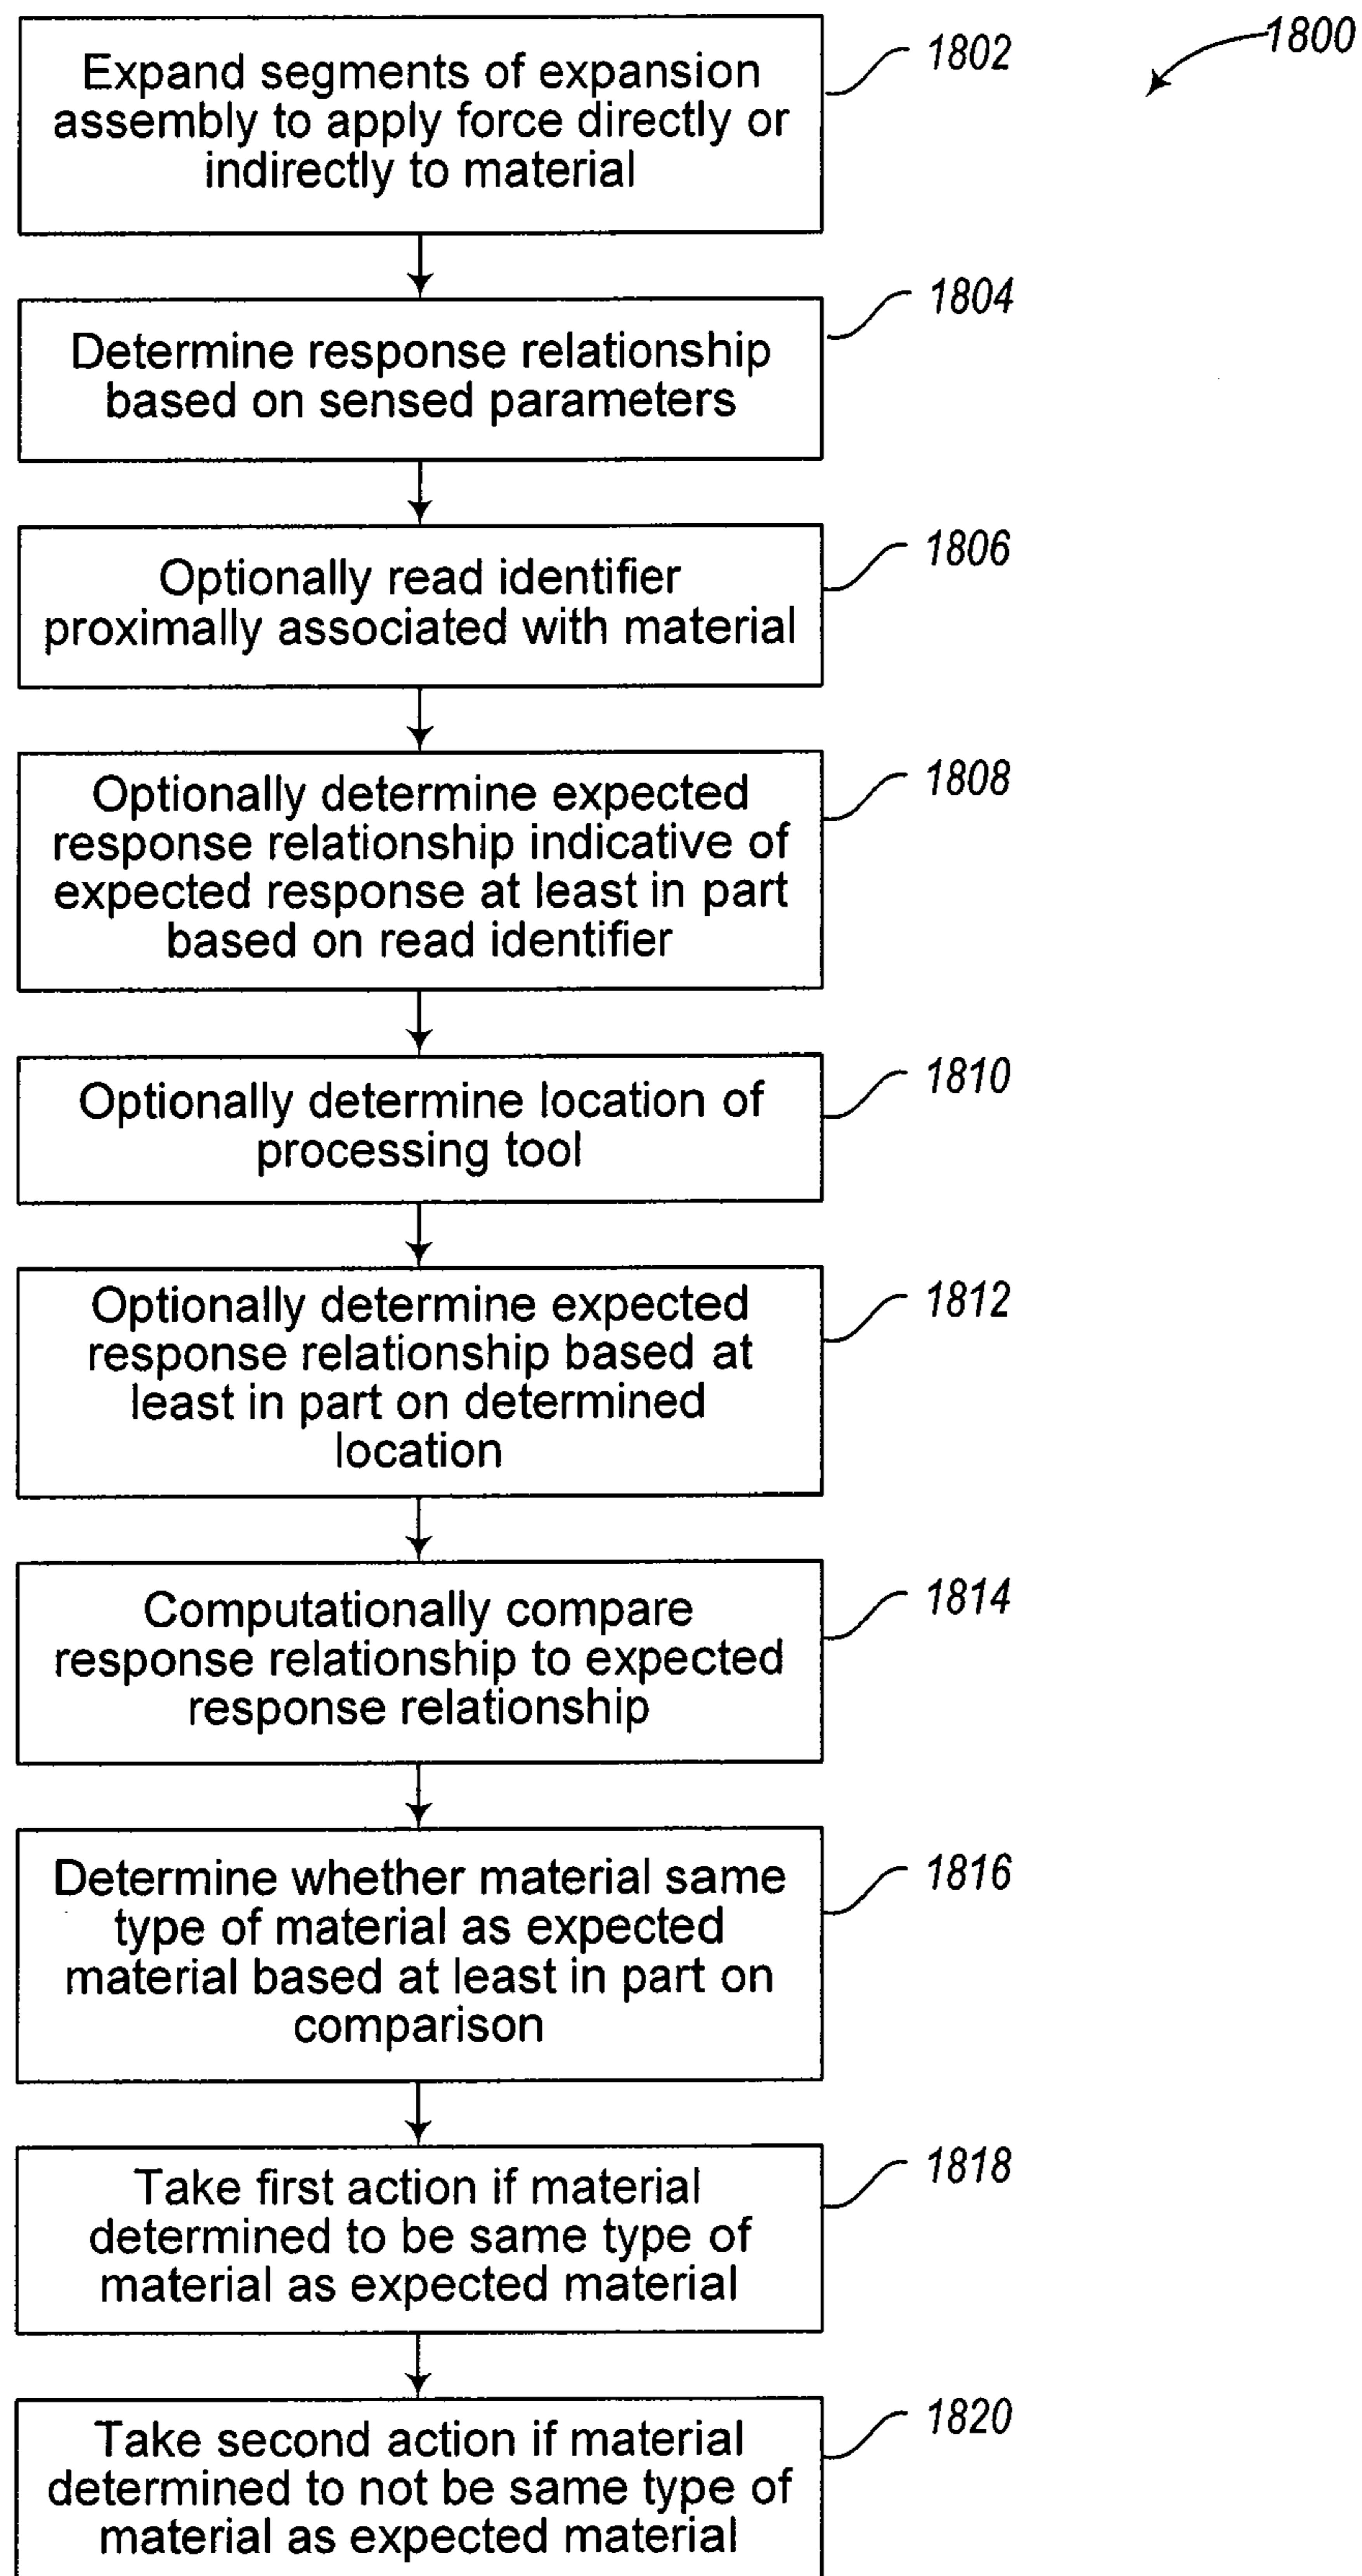 1800
Expand segments of expansion
assembly to apply force directly or
indirectly to material
1802
Determine response relationship
based on sensed parameters
1804
Optionally read identifier
proximally associated with material
1806
Optionally determine expected
response relationship indicative of
expected response at least in part
based on read identifier
1808
Optionally determine location of
processing tool
1810
Optionally determine expected
response relationship based at
least in part on determined
location
1812
Computationally compare
response relationship to expected
response relationship
1814
Determine whether material same
type of material as expected
material based at least in part on
comparison
1816
Take first action if material
determined to be same type of
material as expected material
1818
Take second action if material
determined to not be same type of
material as expected material
1820